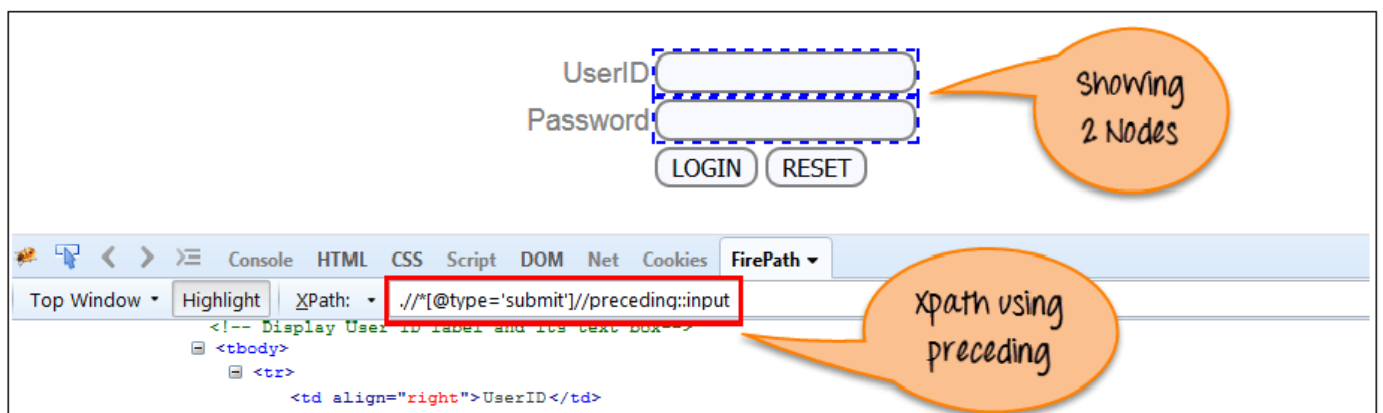 UserID
Showing
2 Nodes
Password
LOGIN RESET
Console HTML CSS Script DOM Net Cookies FirePath
Top Window Highlight XPath: .//*[@type='submit']//preceding::input
Xpath using
preceding
<!-- Display User ID label and its text box-->
<tbody>
<tr>
<td align="right">UserID</td>